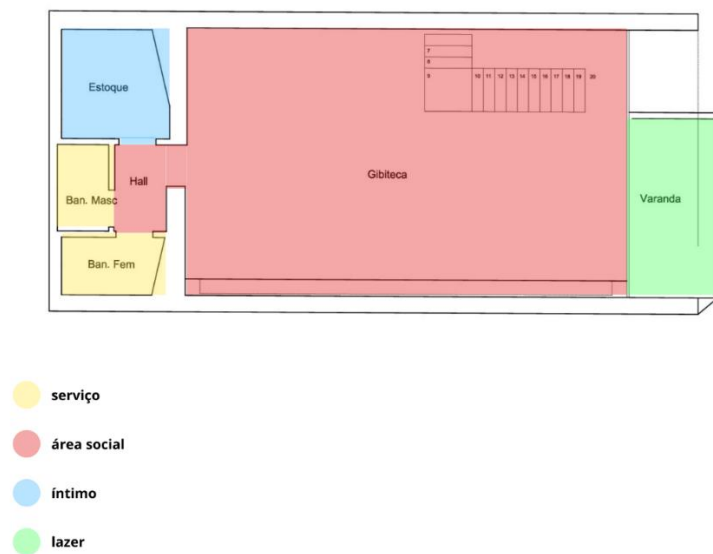 7
8
9 10 11 12 13 14 15 16 17 18 19 20
Estoque
Gibiteca
Hall
Ban. Masc
Varanda
Ban. Fem
serviço
área social
íntimo
lazer